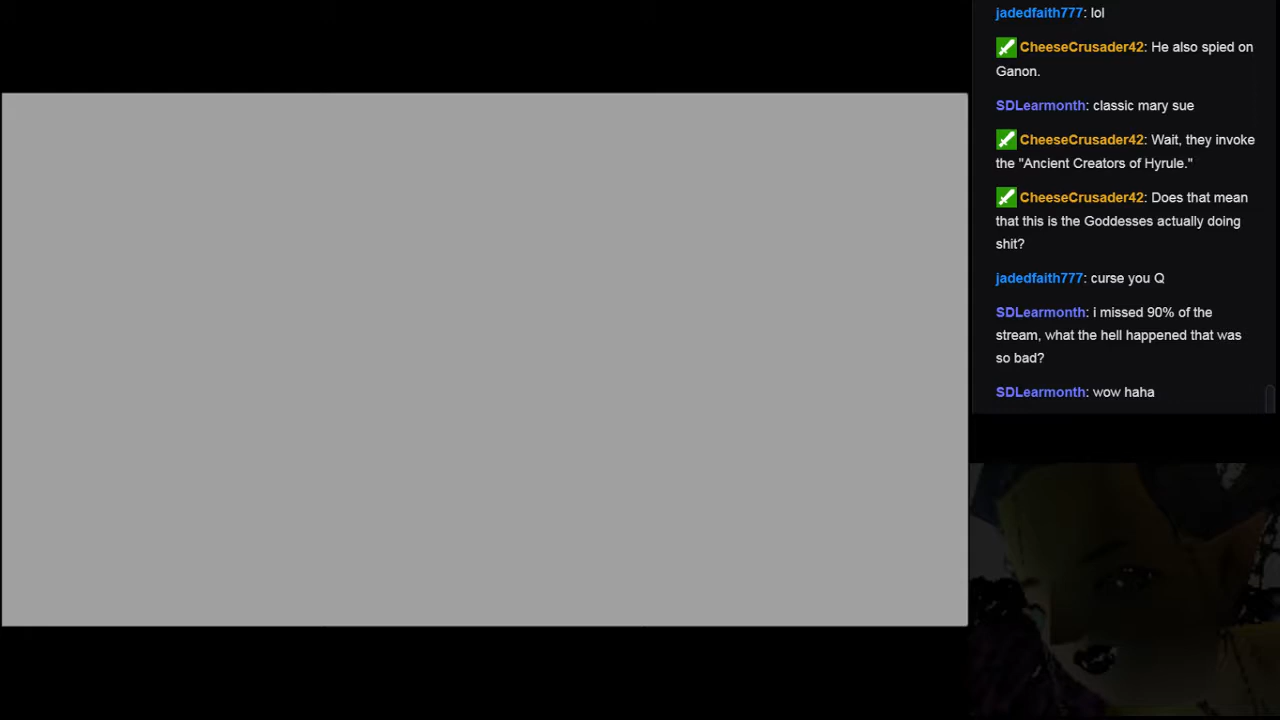 jadedfaith777: lol
CheeseCrusader42: He also spied on
Ganon.
SDLearmonth: classic mary sue
CheeseCrusader42: Wait, they invoke
the "Ancient Creators of Hyrule."
CheeseCrusader42: Does that mean
that this is the Goddesses actually doing
shit?
jadedfaith777: curse you Q
SDLearmonth: i missed 90% of the
stream, what the hell happened that was
so bad?
SDLearmonth: wow haha